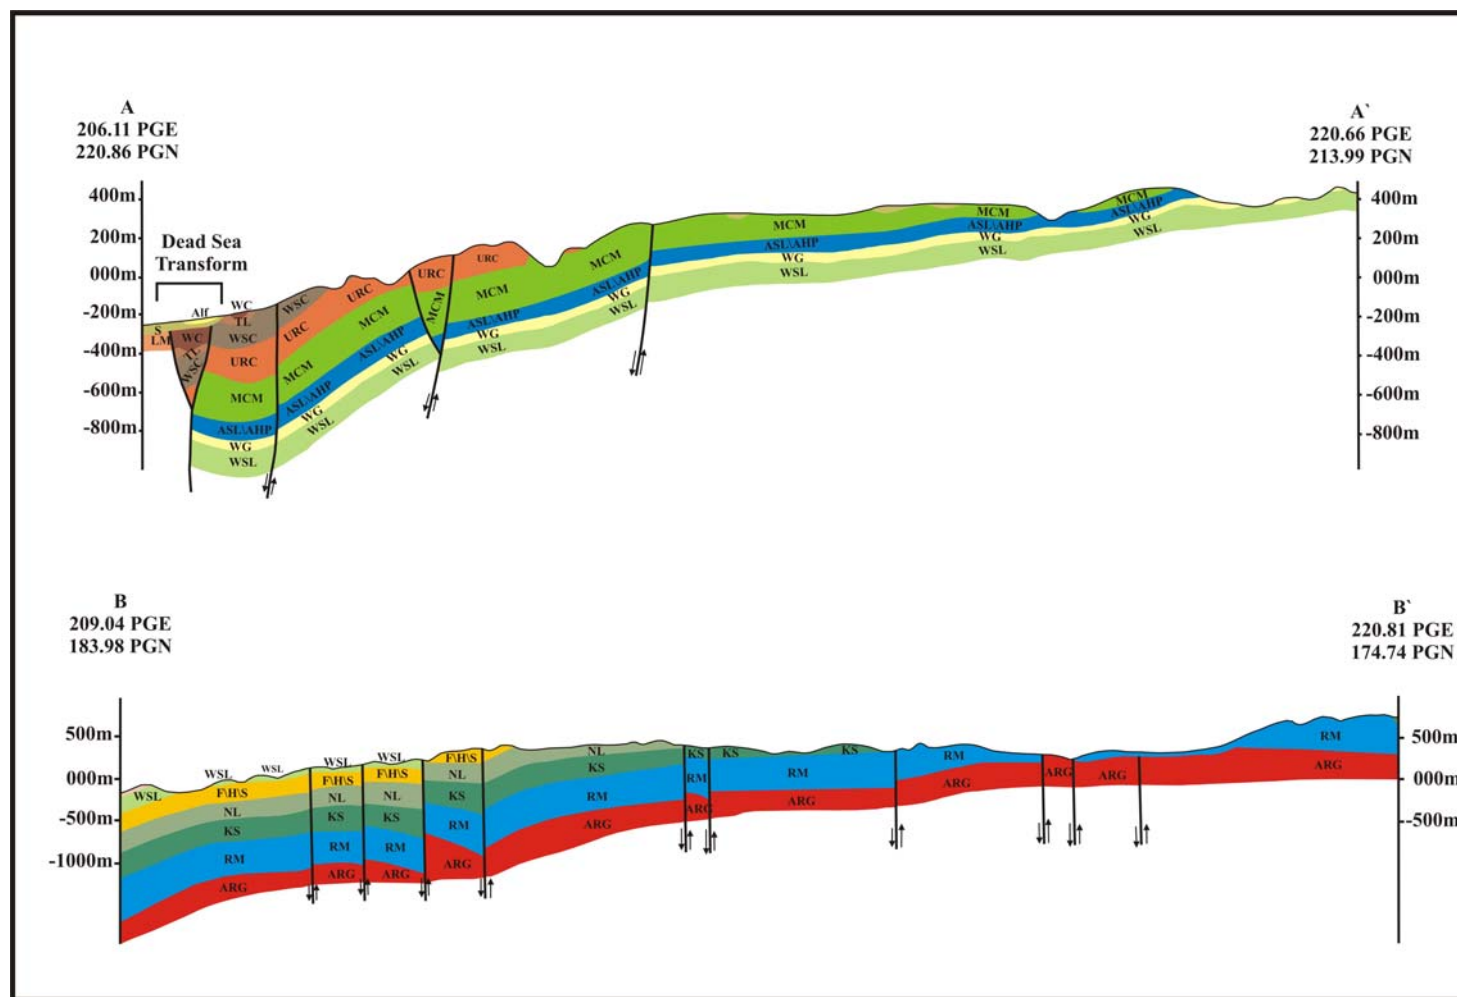 A
206.11 PGE
220.86 PGN
A`
220.66 PGE
213.99 PGN
400m
200m
000m
-200m
-400m
-600m
-800m
400m
200m
000m
-200m
-400m
-600m
-800m
Dead Sea
Transform
Alf
S
LM
WC
TL
WSC
WC
TL
WSC
URC
MCM
ASL\AHP
WG
WSL
WSC
URC
URC
MCM
MCM
ASL\AHP
ASL\AHP
WG
WG
WSL
WSL
URC
MCM
URC
MCM
MCM
ASL\AHP
ASL\AHP
WG
WG
WSL
WSL
MCM
ASL\AHP
WG
WSL
MCM
ASL\AHP
WG
WSL
MCM
ASL\AHP
WG
WSL
B
209.04 PGE
183.98 PGN
B`
220.81 PGE
174.74 PGN
500m
000m
-500m
-1000m
500m
000m
-500m
WSL
WSL
WSL
WSL
WSL
F\H\S
F\H\S
F\H\S
F\H\S
NL
NL
NL
NL
NL
KS
KS
KS
KS
KS
KS
KS
KS
RM
RM
RM
RM
RM
RM
RM
RM
RM
ARG
ARG
ARG
ARG
ARG
ARG
ARG
ARG
ARG
ARG
ARG